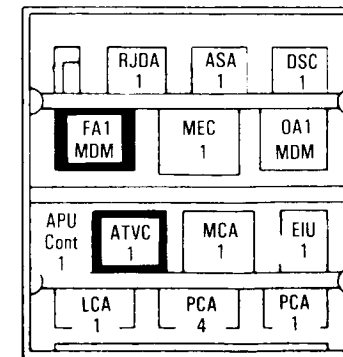 RJDA
1
ASA
1
DSC
1
FA1
MDM
MEC
1
OA1
MDM
APU
Cont
1
ATVC
1
MCA
1
EIU
1
LCA
1
PCA
4
PCA
1